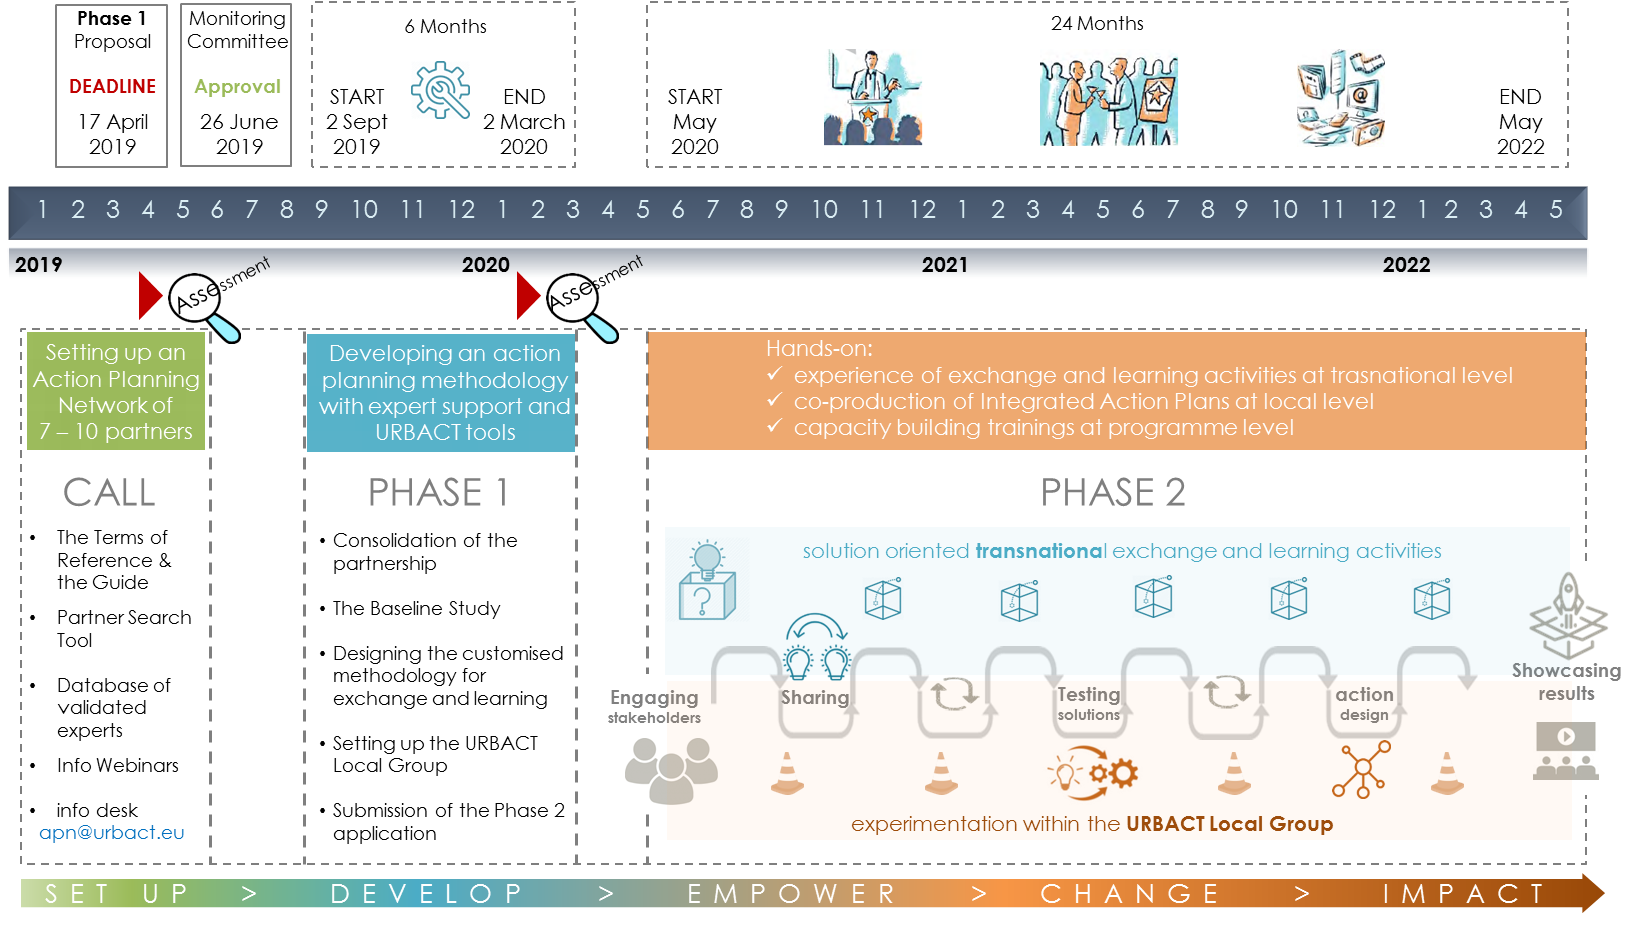 Phase 1
Proposal
DEADLINE
17 April
2019
Monitoring
Committee
Approval
26 June
2019
6 Months
START
2 Sept
2019
END
2 March
2020
24 Months
START
May
2020
@
END
May
2022
1 2 3 4 5 6 7 8 9 10 11 12 1 2 3 4 5 6 7 8 9 10 11 12 1 2 3 4 5 6 7 8 9 10 11 12 1 2 3 4 5
2019 2020 2021 2022
Assessment
Assessment
Setting up an
Action Planning
Network of
7 – 10 partners
CALL
• The Terms of
Reference &
the Guide
• Partner Search
Tool
• Database of
validated
experts
• Info Webinars
• info desk
apn@urbact.eu
Developing an action
planning methodology
with expert support and
URBACT tools
PHASE 1
• Consolidation of the
partnership
• The Baseline Study
• Designing the customised
methodology for
exchange and learning
• Setting up the URBACT
Local Group
• Submission of the Phase 2
application
Hands-on:
✓ experience of exchange and learning activities at trasnational level
✓ co-production of Integrated Action Plans at local level
✓ capacity building trainings at programme level
PHASE 2
solution oriented transnational exchange and learning activities
?
Engaging
stakeholders
Sharing
Testing
solutions
action
design
Showcasing
results
experimentation within the URBACT Local Group
SET UP > DEVELOP > EMPOWER > CHANGE > IMPACT